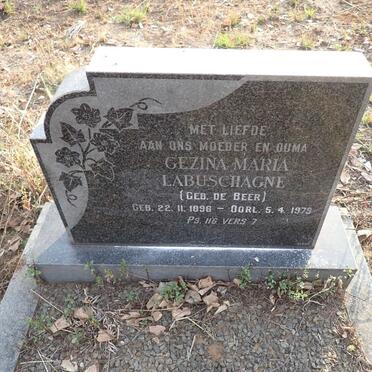 MET LIEFDE
AAN ONS MOEDER EN OUMA
GEZINA MARIA
LABUSCHAGNE
(GEB. DE BEER)
GEB. 22.11.1896 - OORL. 5.4.1979
PS. 116 VERS 7